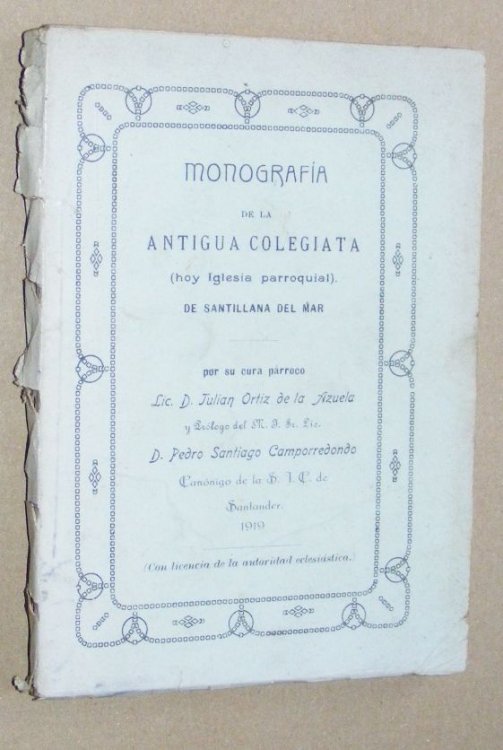 MONOGRAFÍA
DE LA
ANTIGUA COLEGIATA
(hoy Iglesia parroquial).
DE SANTILLANA DEL MAR
por su cura párroco
Lic. D. Julian Ortiz de la Azuela
y Prólogo del M. I. Sr. Lic.
D. Pedro Santiago Camporredondo
Canónigo de la S. I. C. de
Santander.
1919
(Con licencia de la autoridad eclesiástica.)